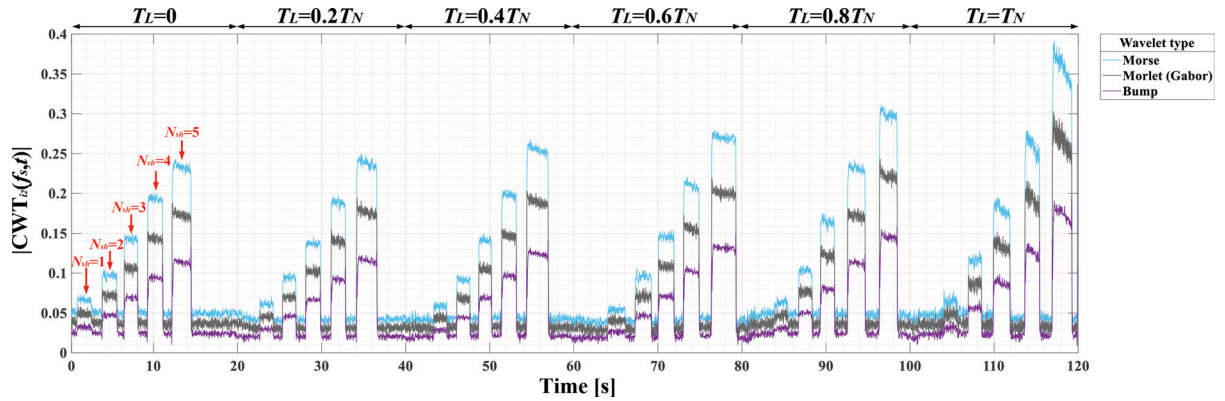 TL=0 TL=0.2TN TL=0.4TN TL=0.6TN TL=0.8TN TL=TN
0.4
0.35
0.3
0.25
0.2
0.15
0.1
0.05
0
|CWTi2(fs,t)|
Nsh=1
Nsh=2
Nsh=3
Nsh=4
Nsh=5
0 10 20 30 40 50 60 70 80 90 100 110 120
Time [s]
Wavelet type
Morse
Morlet (Gabor)
Bump